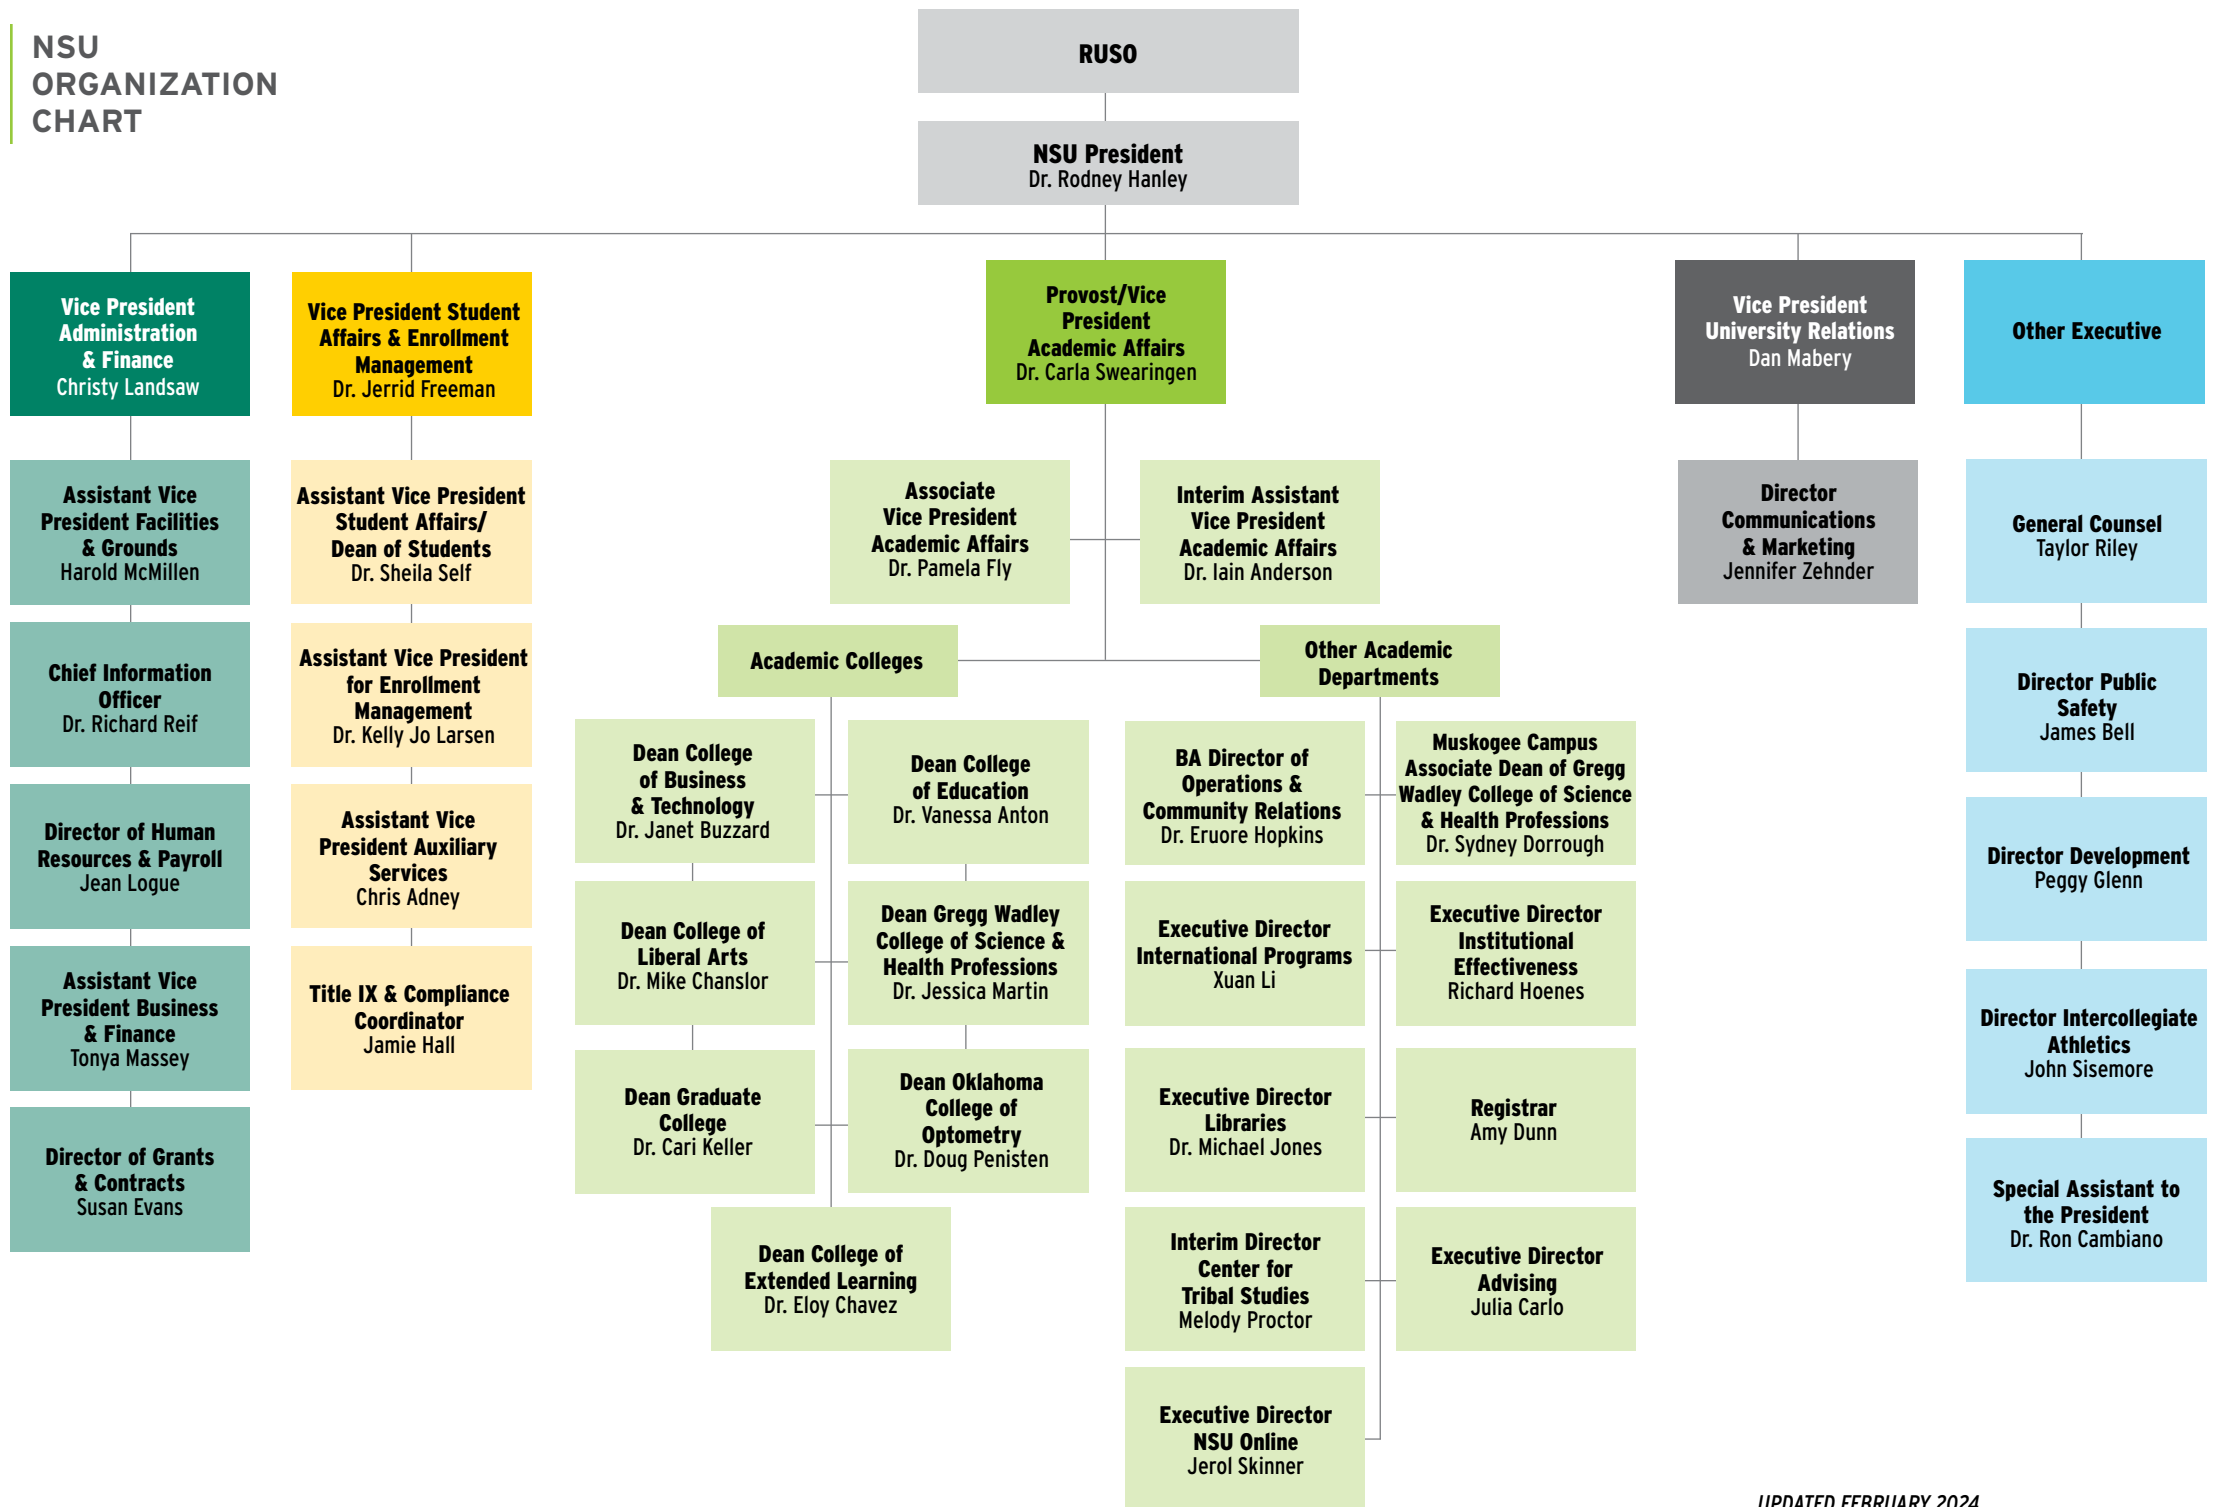 NSU
ORGANIZATION
CHART
RUSO
NSU President
Dr. Rodney Hanley
Vice President
Administration
& Finance
Christy Landsaw
Vice President Student
Affairs & Enrollment
Management
Dr. Jerrid Freeman
Provost/Vice
President
Academic Affairs
Dr. Carla Swearingen
Vice President
University Relations
Dan Mabery
Other Executive
Assistant Vice
President Facilities
& Grounds
Harold McMillen
Chief Information
Officer
Dr. Richard Reif
Director of Human
Resources & Payroll
Jean Logue
Assistant Vice
President Business
& Finance
Tonya Massey
Director of Grants
& Contracts
Susan Evans
Assistant Vice President
Student Affairs/
Dean of Students
Dr. Sheila Self
Assistant Vice President
for Enrollment
Management
Dr. Kelly Jo Larsen
Assistant Vice
President Auxiliary
Services
Chris Adney
Title IX & Compliance
Coordinator
Jamie Hall
Associate
Vice President
Academic Affairs
Dr. Pamela Fly
Interim Assistant
Vice President
Academic Affairs
Dr. Iain Anderson
Academic Colleges
Dean College
of Business
& Technology
Dr. Janet Buzzard
Dean College
of Education
Dr. Vanessa Anton
Dean College of
Liberal Arts
Dr. Mike Chanslor
Dean Gregg Wadley
College of Science &
Health Professions
Dr. Jessica Martin
Dean Graduate
College
Dr. Cari Keller
Dean Oklahoma
College of
Optometry
Dr. Doug Penisten
Dean College of
Extended Learning
Dr. Eloy Chavez
Other Academic
Departments
BA Director of
Operations &
Community Relations
Dr. Eruore Hopkins
Muskogee Campus
Associate Dean of Gregg
Wadley College of Science
& Health Professions
Dr. Sydney Dorrough
Executive Director
International Programs
Xuan Li
Executive Director
Institutional
Effectiveness
Richard Hoenes
Executive Director
Libraries
Dr. Michael Jones
Registrar
Amy Dunn
Interim Director
Center for
Tribal Studies
Melody Proctor
Executive Director
Advising
Julia Carlo
Executive Director
NSU Online
Jerol Skinner
Director
Communications
& Marketing
Jennifer Zehnder
General Counsel
Taylor Riley
Director Public
Safety
James Bell
Director Development
Peggy Glenn
Director Intercollegiate
Athletics
John Sisemore
Special Assistant to
the President
Dr. Ron Cambiano
UPDATED FEBRUARY 2024